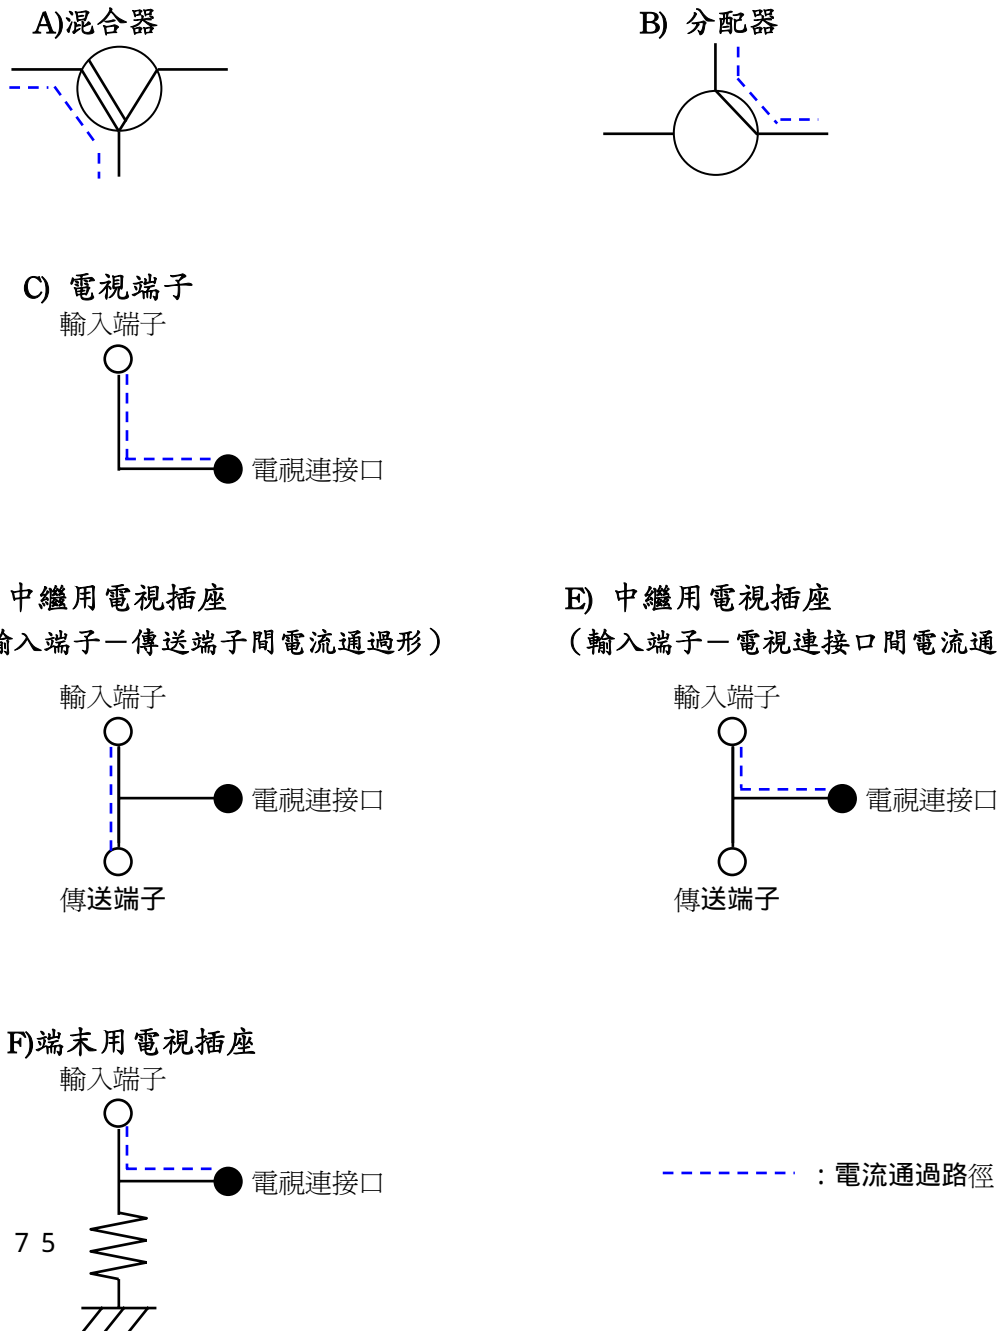 A)混合器
B) 分配器
C) 電視端子
輸入端子
電視連接口
中繼用電視插座
輸入端子－傳送端子間電流通過形）
輸入端子
電視連接口
傳送端子
E) 中繼用電視插座
（輸入端子－電視連接口間電流通
輸入端子
電視連接口
傳送端子
F)端末用電視插座
輸入端子
電視連接口
７５
：電流通過路徑